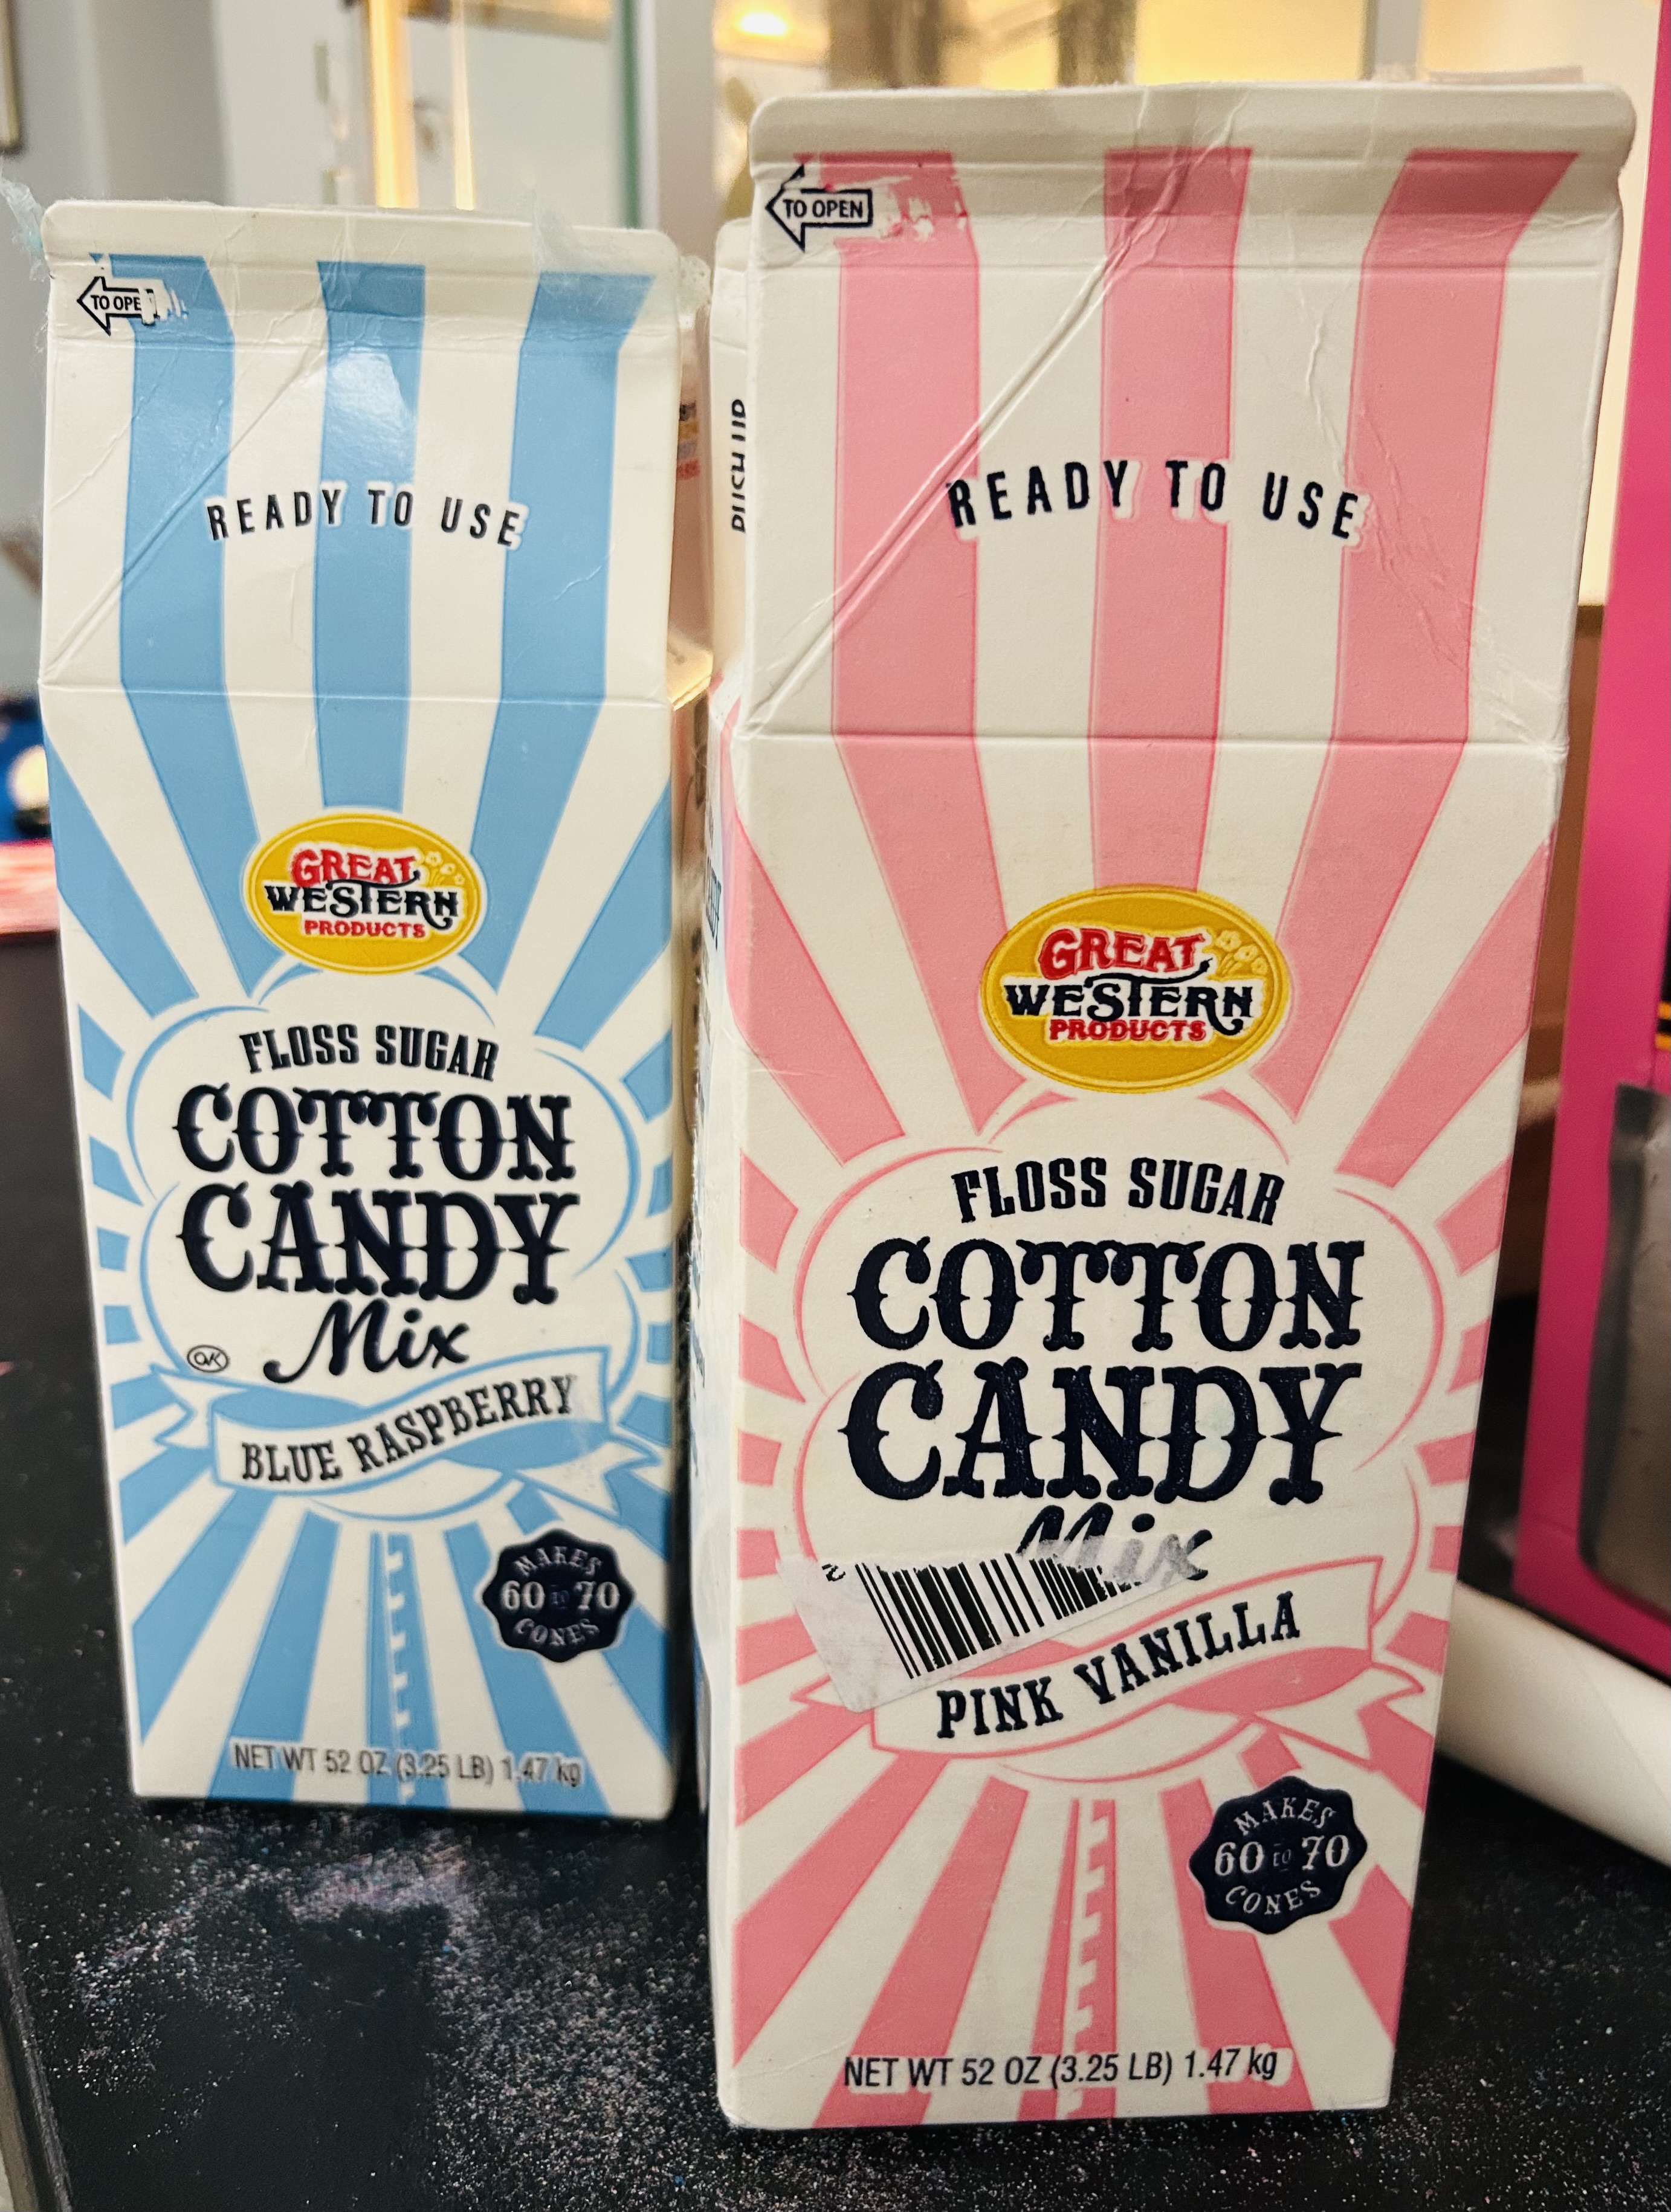 TO OPE
READY TO USE
GREAT
WESTERN
PRODUCTS
FLOSS SUGAR
COTTON
CANDY
Mix
BLUE RASPBERRY
MAKES
60 to 70
CONES
NET WT 52 OZ (3.25 LB) 1.47 kg
TO OPEN
READY TO USE
GREAT
WESTERN
PRODUCTS
FLOSS SUGAR
COTTON
CANDY
Mix
PINK VANILLA
MAKES
60 to 70
CONES
NET WT 52 OZ (3.25 LB) 1.47 kg